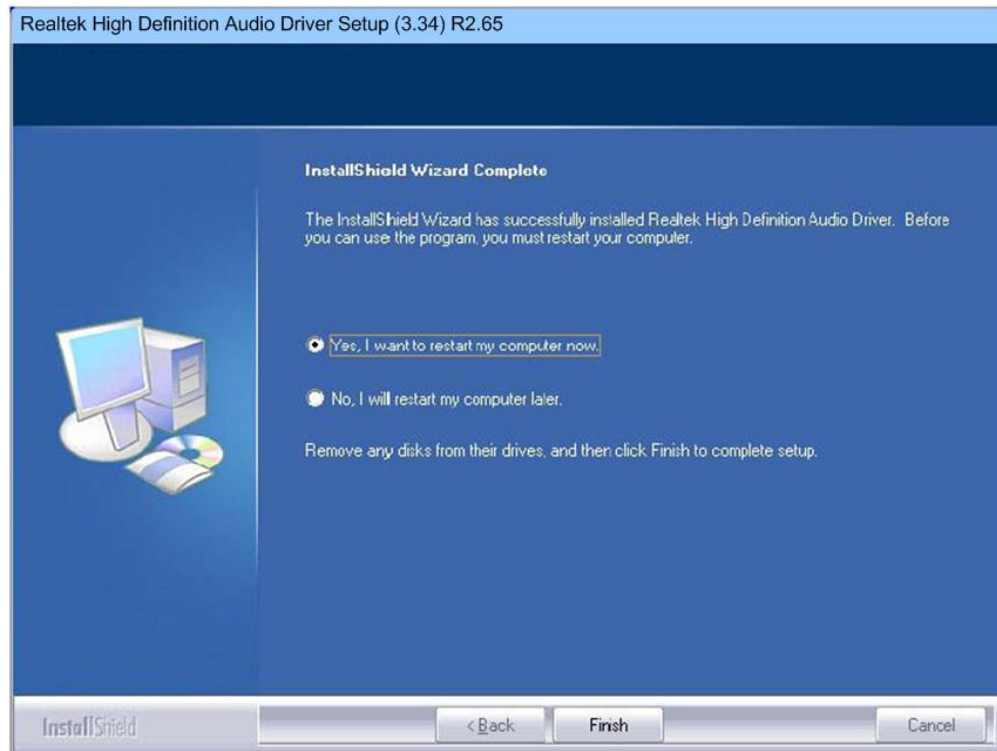 Realtek High Definition Audio Driver Setup (3.34) R2.65
InstallShield Wizard Complete
The InstallShield Wizard has successfully installed Realtek High Definition Audio Driver. Before
you can use the program, you must restart your computer.
Yes, I want to restart my computer now.
No, I will restart my computer later.
Remove any disks from their drives, and then click Finish to complete setup.
InstallShield
< Back
Finish
Cancel